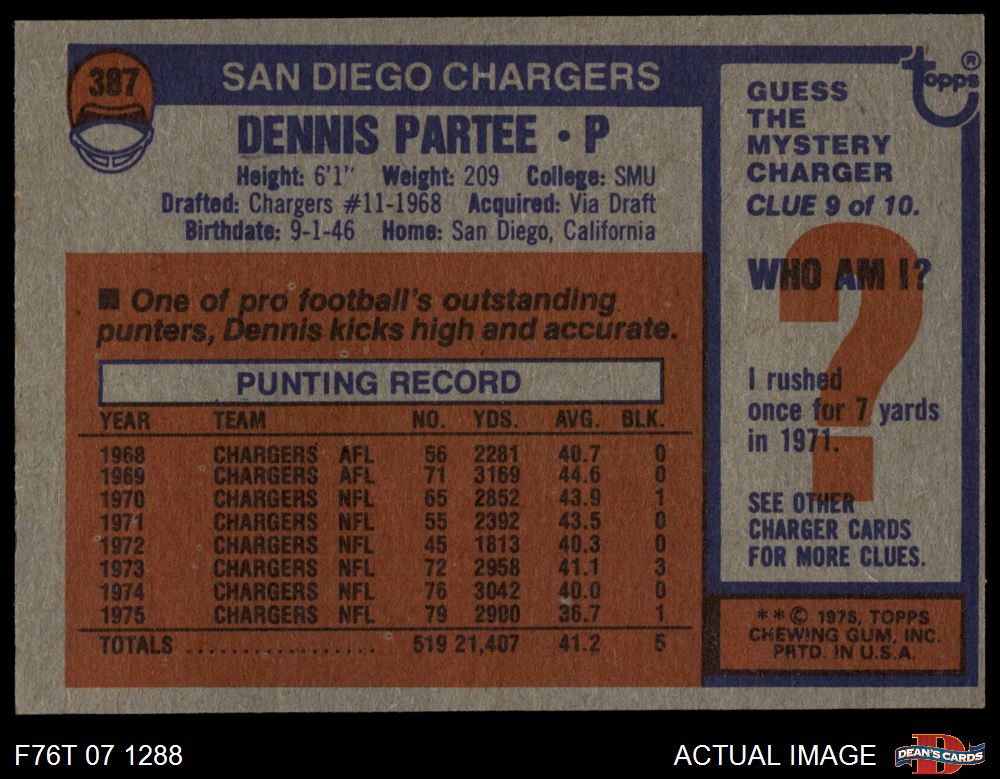 387
SAN DIEGO CHARGERS
DENNIS PARTEE • P
Height: 6'1" Weight: 209 College: SMU
Drafted: Chargers #11-1968 Acquired: Via Draft
Birthdate: 9-1-46 Home: San Diego, California
■ One of pro football's outstanding
punters, Dennis kicks high and accurate.
PUNTING RECORD
YEAR TEAM NO. YDS. AVG. BLK.
1968 CHARGERS AFL 56 2281 40.7 0
1969 CHARGERS AFL 71 3169 44.6 0
1970 CHARGERS NFL 65 2852 43.9 1
1971 CHARGERS NFL 55 2392 43.5 0
1972 CHARGERS NFL 45 1813 40.3 0
1973 CHARGERS NFL 72 2958 41.1 3
1974 CHARGERS NFL 76 3042 40.0 0
1975 CHARGERS NFL 79 2900 36.7 1
TOTALS .................. 519 21,407 41.2 5
topps®
GUESS
THE
MYSTERY
CHARGER
CLUE 9 of 10.
?
WHO AM I?
I rushed
once for 7 yards
in 1971.
SEE OTHER
CHARGER CARDS
FOR MORE CLUES.
**© 1976, TOPPS
CHEWING GUM, INC.
PRTD. IN U.S.A.
F76T 07 1288
ACTUAL IMAGE
D
DEAN'S CARDS